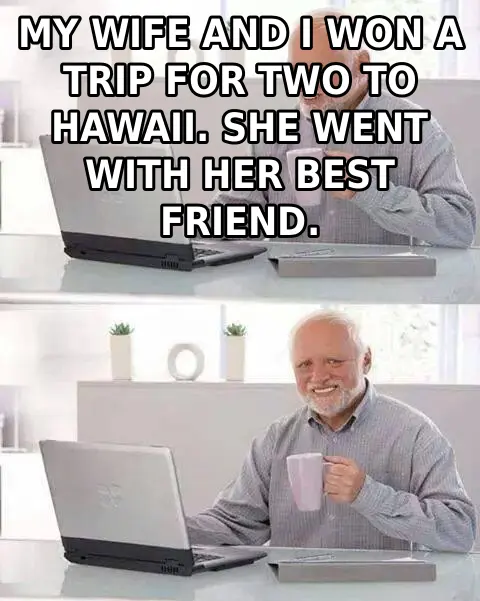 MY WIFE AND I WON A
TRIP FOR TWO TO
HAWAII. SHE WENT
WITH HER BEST
FRIEND.